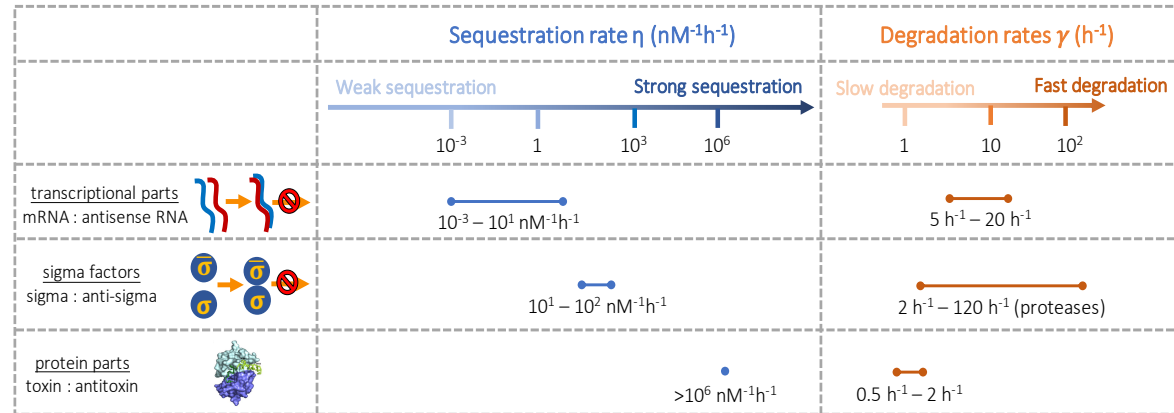 Sequestration rate η (nM⁻¹h⁻¹)
Degradation rates γ (h⁻¹)
Weak sequestration
Strong sequestration
Slow degradation
Fast degradation
10⁻³
1
10³
10⁶
1
10
10²
transcriptional parts
mRNA : antisense RNA
10⁻³ – 10¹ nM⁻¹h⁻¹
5 h⁻¹ – 20 h⁻¹
sigma factors
sigma : anti-sigma
σ̅
σ̅
σ
σ
10¹ – 10² nM⁻¹h⁻¹
2 h⁻¹ – 120 h⁻¹ (proteases)
protein parts
toxin : antitoxin
>10⁶ nM⁻¹h⁻¹
0.5 h⁻¹ – 2 h⁻¹